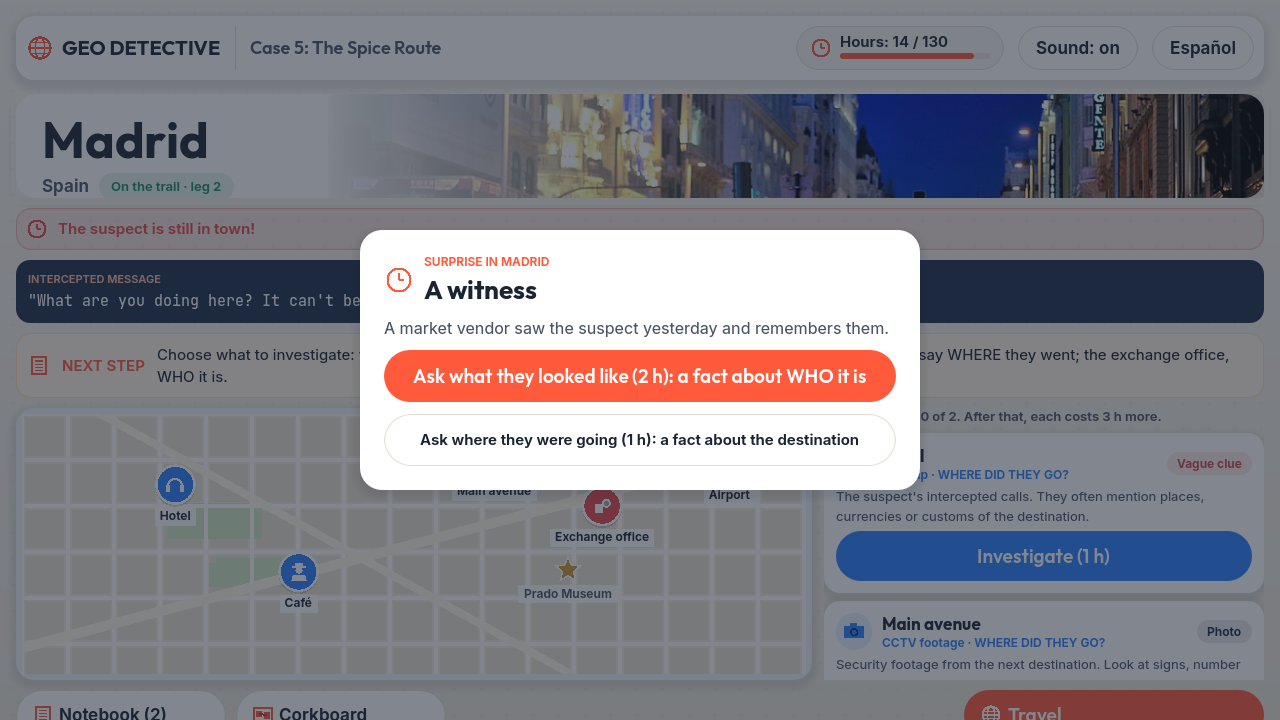 GEO DETECTIVE
Case 5: The Spice Route
Hours: 14 / 130
Sound: on
Español
Madrid
Spain
On the trail · leg 2
GENTE
The suspect is still in town!
INTERCEPTED MESSAGE
"What are you doing here? It can't be
NEXT STEP
Choose what to investigate:
say WHERE they went; the exchange office,
WHO it is.
SURPRISE IN MADRID
A witness
A market vendor saw the suspect yesterday and remembers them.
Ask what they looked like (2 h): a fact about WHO it is
Ask where they were going (1 h): a fact about the destination
0 of 2. After that, each costs 3 h more.
Hotel
Café
Main avenue
Exchange office
Airport
Prado Museum
· WHERE DID THEY GO?
Vague clue
The suspect's intercepted calls. They often mention places,
currencies or customs of the destination.
Investigate (1 h)
Main avenue
CCTV footage · WHERE DID THEY GO?
Photo
Security footage from the next destination. Look at signs, number
Notebook (2)
Corkboard
Travel